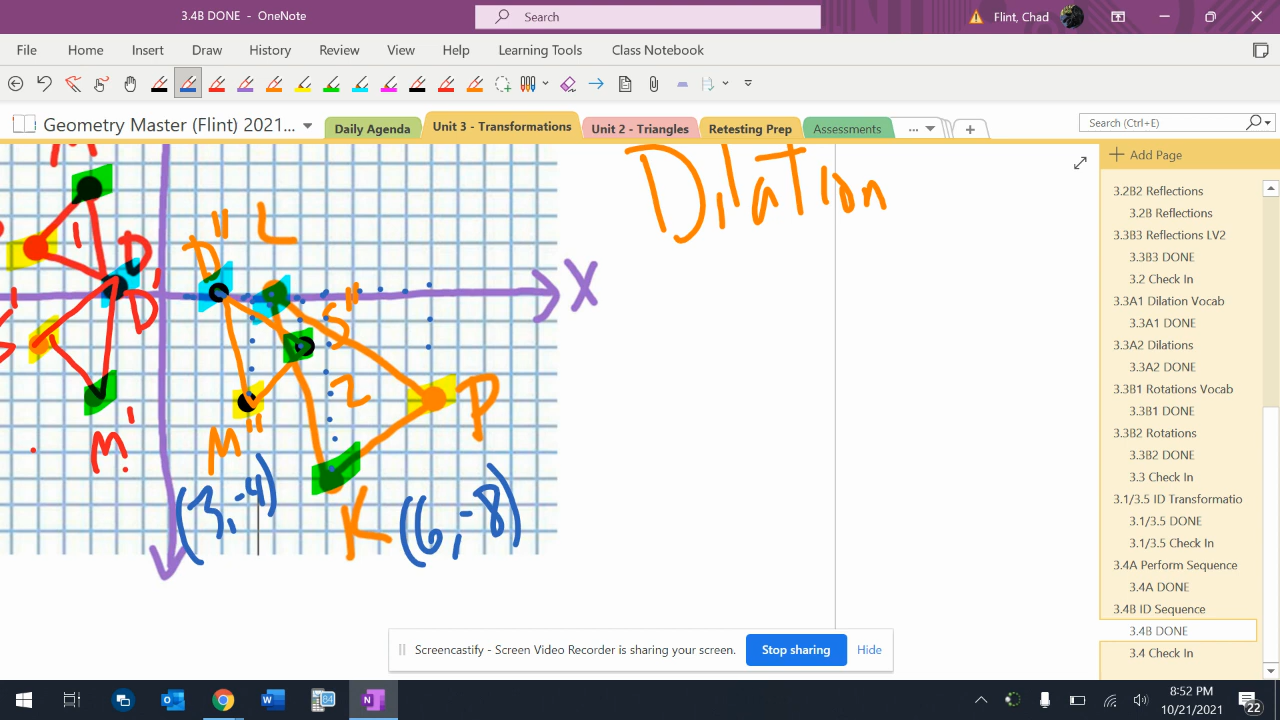 3.4B DONE - OneNote
Search
Flint, Chad
File Home Insert Draw History Review View Help Learning Tools Class Notebook
Geometry Master (Flint) 2021...
Daily Agenda
Unit 3 - Transformations
Unit 2 - Triangles
Retesting Prep
Assessments
...
Search (Ctrl+E)
Add Page
3.2B2 Reflections
3.2B Reflections
3.3B3 Reflections LV2
3.3B3 DONE
3.2 Check In
3.3A1 Dilation Vocab
3.3A1 DONE
3.3A2 Dilations
3.3A2 DONE
3.3B1 Rotations Vocab
3.3B1 DONE
3.3B2 Rotations
3.3B2 DONE
3.3 Check In
3.1/3.5 ID Transformatio
3.1/3.5 DONE
3.1/3.5 Check In
3.4A Perform Sequence
3.4A DONE
3.4B ID Sequence
3.4B DONE
3.4 Check In
Dilation
D'
D'
M'
D"
L
X
S"
2
P
M"
K
(3,-4)
(6,-8)
Screencastify - Screen Video Recorder is sharing your screen.
Stop sharing
Hide
84
8:52 PM
10/21/2021
22